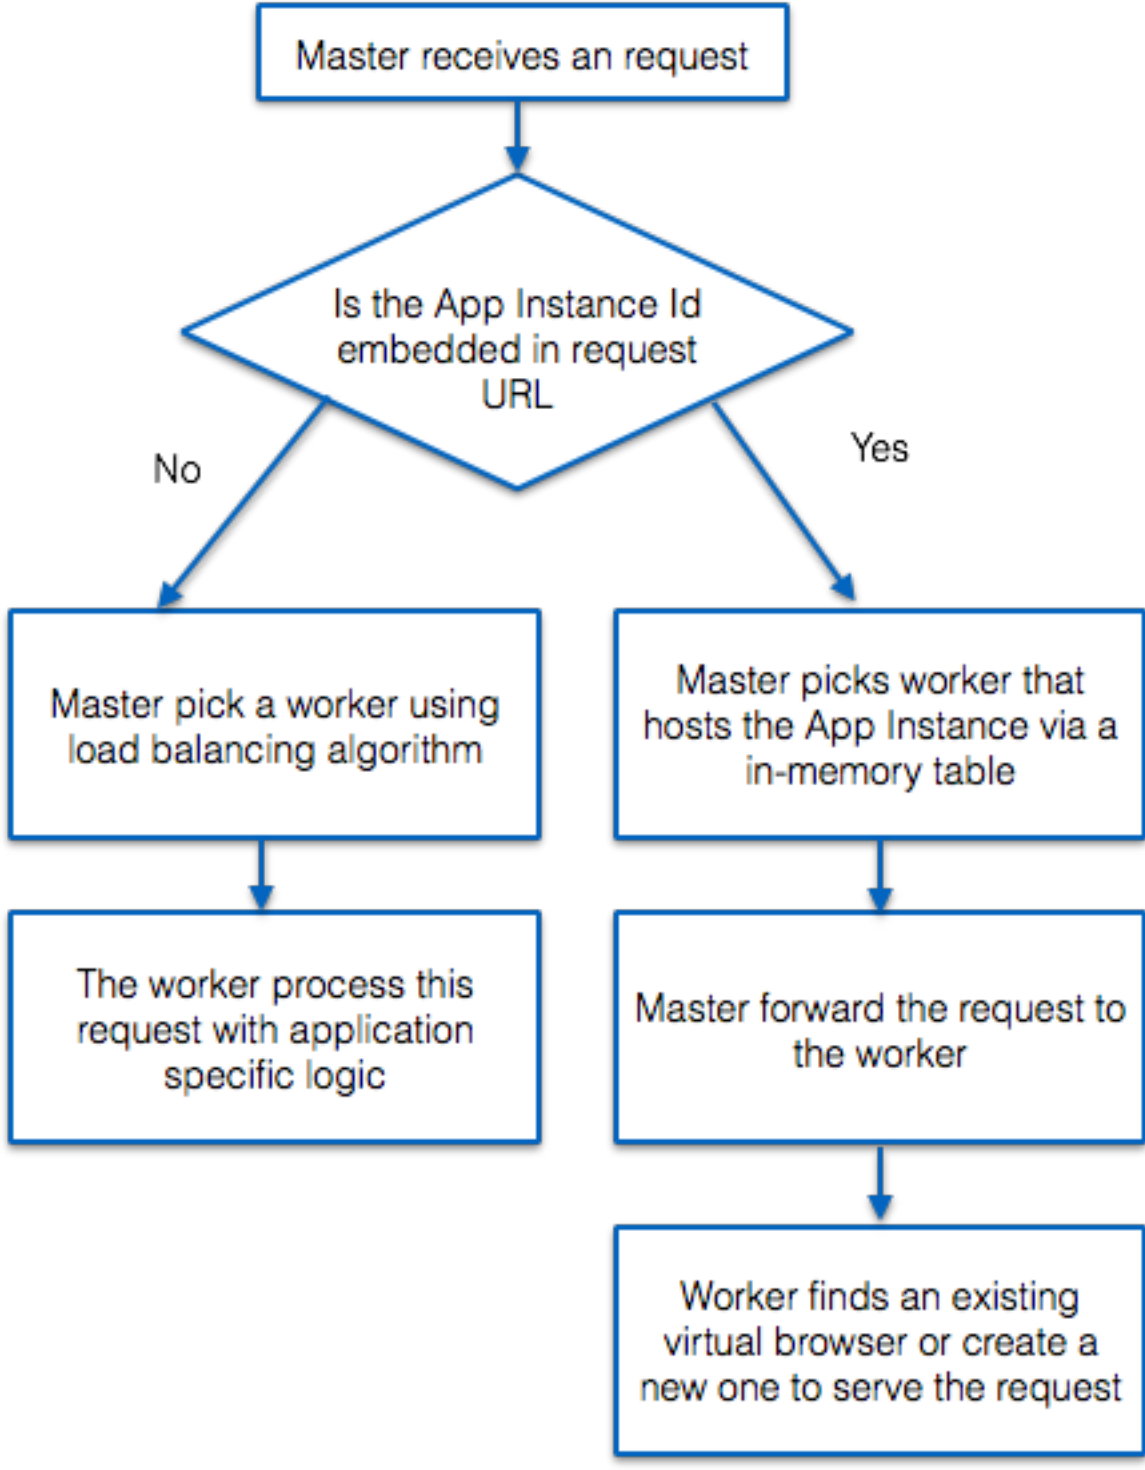 Master receives an request
Is the App Instance Id
embedded in request
URL
No
Yes
Master pick a worker using
load balancing algorithm
Master picks worker that
hosts the App Instance via a
in-memory table
The worker process this
request with application
specific logic
Master forward the request to
the worker
Worker finds an existing
virtual browser or create a
new one to serve the request